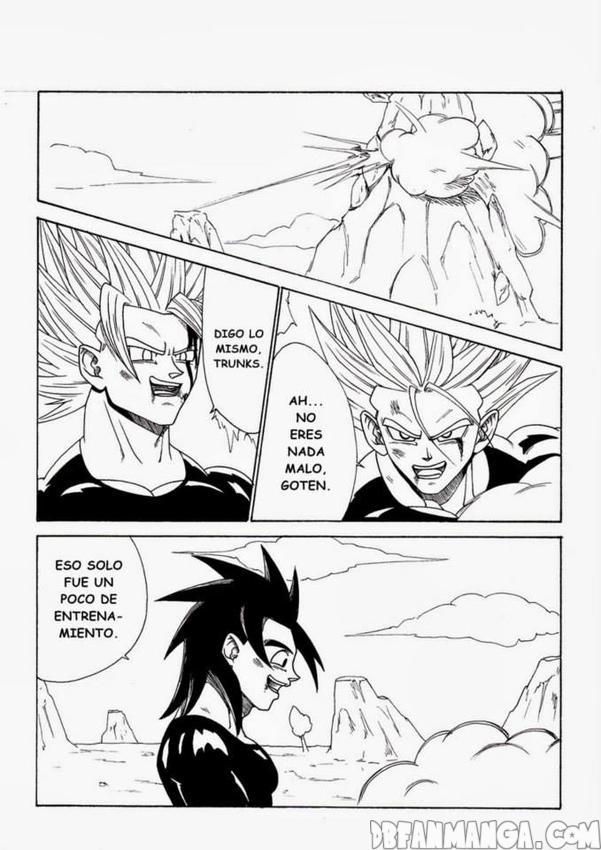 AH...
NO
ERES
NADA
MALO,
GOTEN.
DIGO LO
MISMO,
TRUNKS.
ESO SOLO
FUE UN
POCO DE
ENTRENA-
MIENTO.
DBFANMANGA.COM